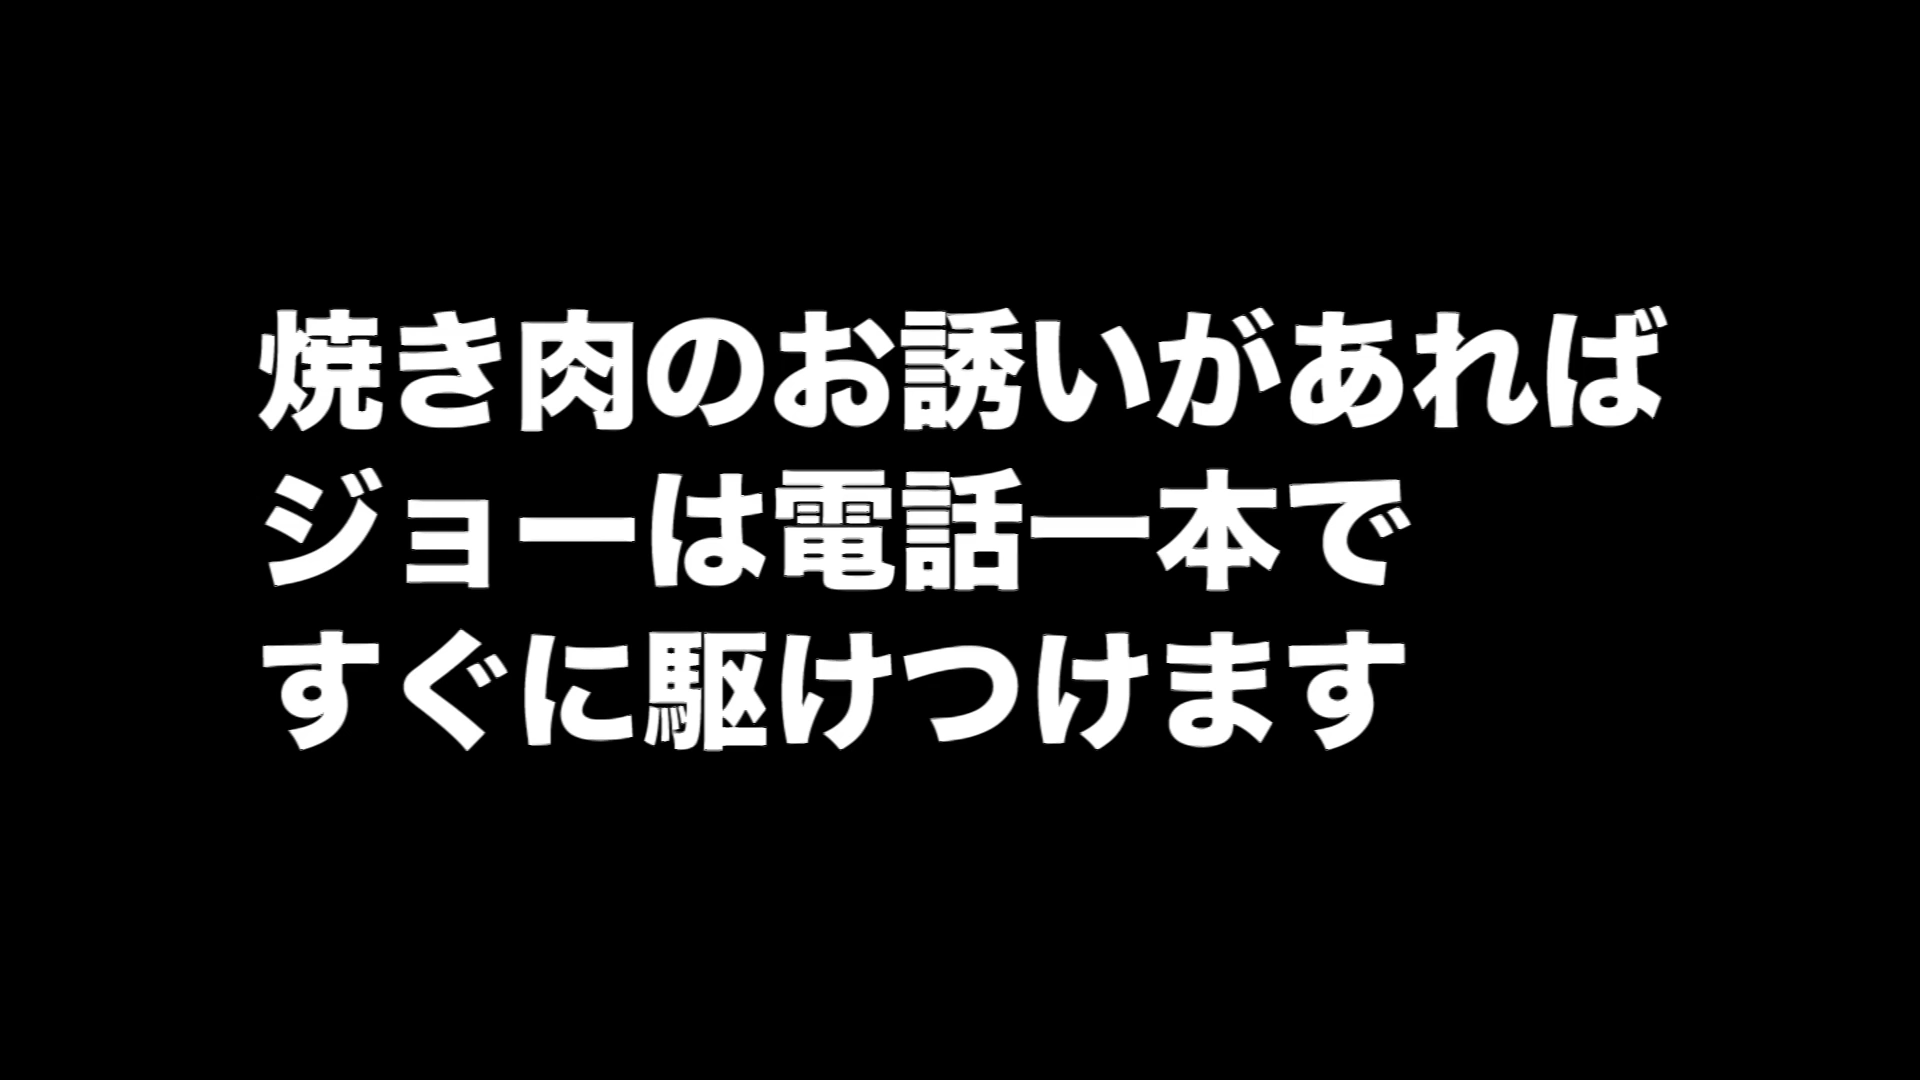 焼き肉のお誘いがあれば
ジョーは電話一本で
すぐに駆けつけます